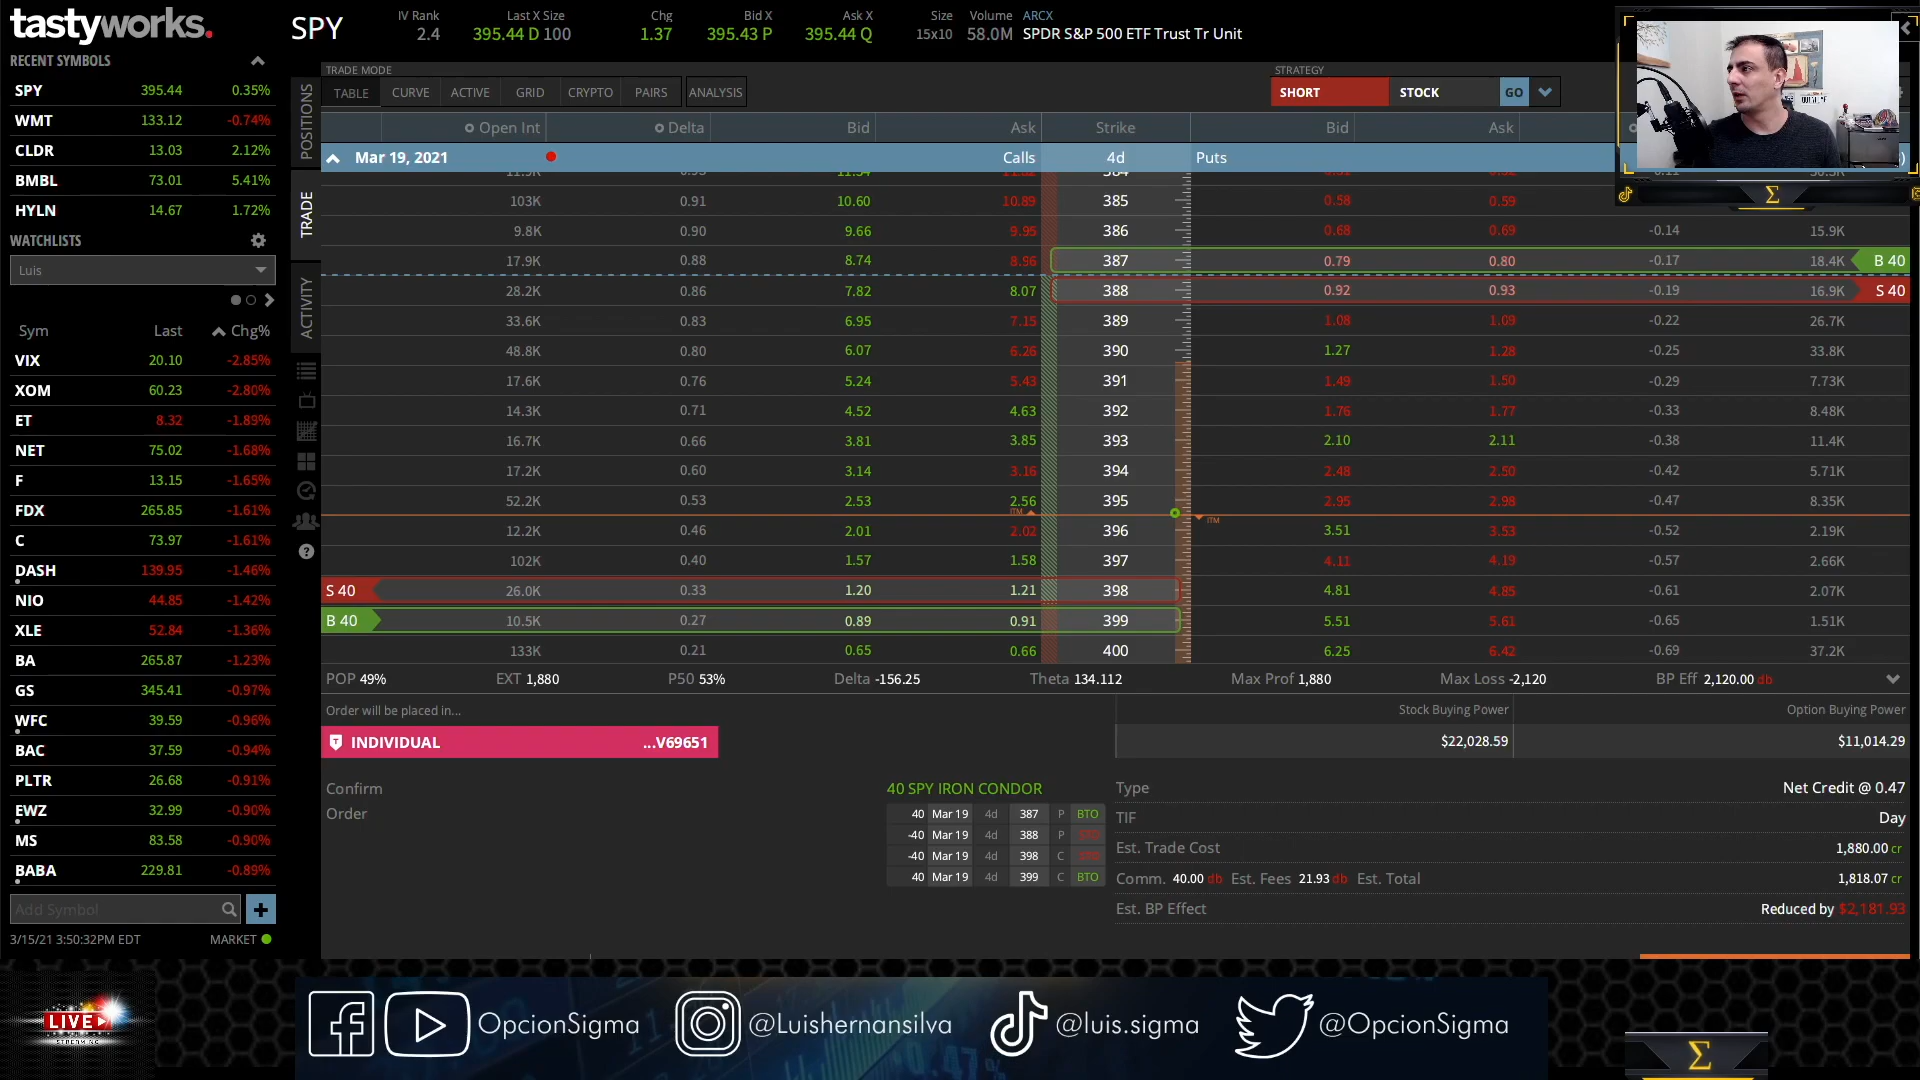 tastyworks.
SPY
IV Rank
2.4
Last X Size
395.44 D 100
Chg
1.37
Bid X
395.43 P
Ask X
395.44 Q
Size
15x10
Volume
58.0M
ARCX
SPDR S&P 500 ETF Trust Tr Unit
RECENT SYMBOLS
SPY 395.44 0.35%
WMT 133.12 -0.74%
CLDR 13.03 2.12%
BMBL 73.01 5.41%
HYLN 14.67 1.72%
WATCHLISTS
Luis
Sym Last Chg%
VIX 20.10 -2.85%
XOM 60.23 -2.80%
ET 8.32 -1.89%
NET 75.02 -1.68%
F 13.15 -1.65%
FDX 265.85 -1.61%
C 73.97 -1.61%
DASH 139.95 -1.46%
NIO 44.85 -1.42%
XLE 52.84 -1.36%
BA 265.87 -1.23%
GS 345.41 -0.97%
WFC 39.59 -0.96%
BAC 37.59 -0.94%
PLTR 26.68 -0.91%
EWZ 32.99 -0.90%
MS 83.58 -0.90%
BABA 229.81 -0.89%
Add Symbol
3/15/21 3:50:32PM EDT MARKET
POSITIONS
TRADE
ACTIVITY
TRADE MODE
TABLE CURVE ACTIVE GRID CRYPTO PAIRS ANALYSIS
STRATEGY
SHORT STOCK GO
Open Int Delta Bid Ask Strike Bid Ask
Mar 19, 2021 Calls 4d Puts
103K 0.91 10.60 10.89 385 0.58 0.59
9.8K 0.90 9.66 9.95 386 0.68 0.69 -0.14 15.9K
17.9K 0.88 8.74 8.96 387 0.79 0.80 -0.17 18.4K B 40
28.2K 0.86 7.82 8.07 388 0.92 0.93 -0.19 16.9K S 40
33.6K 0.83 6.95 7.15 389 1.08 1.09 -0.22 26.7K
48.8K 0.80 6.07 6.26 390 1.27 1.28 -0.25 33.8K
17.6K 0.76 5.24 5.43 391 1.49 1.50 -0.29 7.73K
14.3K 0.71 4.52 4.63 392 1.76 1.77 -0.33 8.48K
16.7K 0.66 3.81 3.85 393 2.10 2.11 -0.38 11.4K
17.2K 0.60 3.14 3.16 394 2.48 2.50 -0.42 5.71K
52.2K 0.53 2.53 2.56 395 2.95 2.98 -0.47 8.35K
ITM ITM
12.2K 0.46 2.01 2.02 396 3.51 3.53 -0.52 2.19K
102K 0.40 1.57 1.58 397 4.11 4.19 -0.57 2.66K
S 40 26.0K 0.33 1.20 1.21 398 4.81 4.85 -0.61 2.07K
B 40 10.5K 0.27 0.89 0.91 399 5.51 5.61 -0.65 1.51K
133K 0.21 0.65 0.66 400 6.25 6.42 -0.69 37.2K
POP 49% EXT 1,880 P50 53% Delta -156.25 Theta 134.112 Max Prof 1,880 Max Loss -2,120 BP Eff 2,120.00 db
Order will be placed in...
INDIVIDUAL ...V69651
Stock Buying Power
$22,028.59
Option Buying Power
$11,014.29
Confirm
Order
40 SPY IRON CONDOR
40 Mar 19 4d 387 P BTO
-40 Mar 19 4d 388 P STO
-40 Mar 19 4d 398 C STO
40 Mar 19 4d 399 C BTO
Type Net Credit @ 0.47
TIF Day
Est. Trade Cost 1,880.00 cr
Comm. 40.00 db Est. Fees 21.93 db Est. Total 1,818.07 cr
Est. BP Effect Reduced by $2,181.93
LIVE
STREAMING
OpcionSigma
@Luishernansilva
@luis.sigma
@OpcionSigma
Σ
Σ